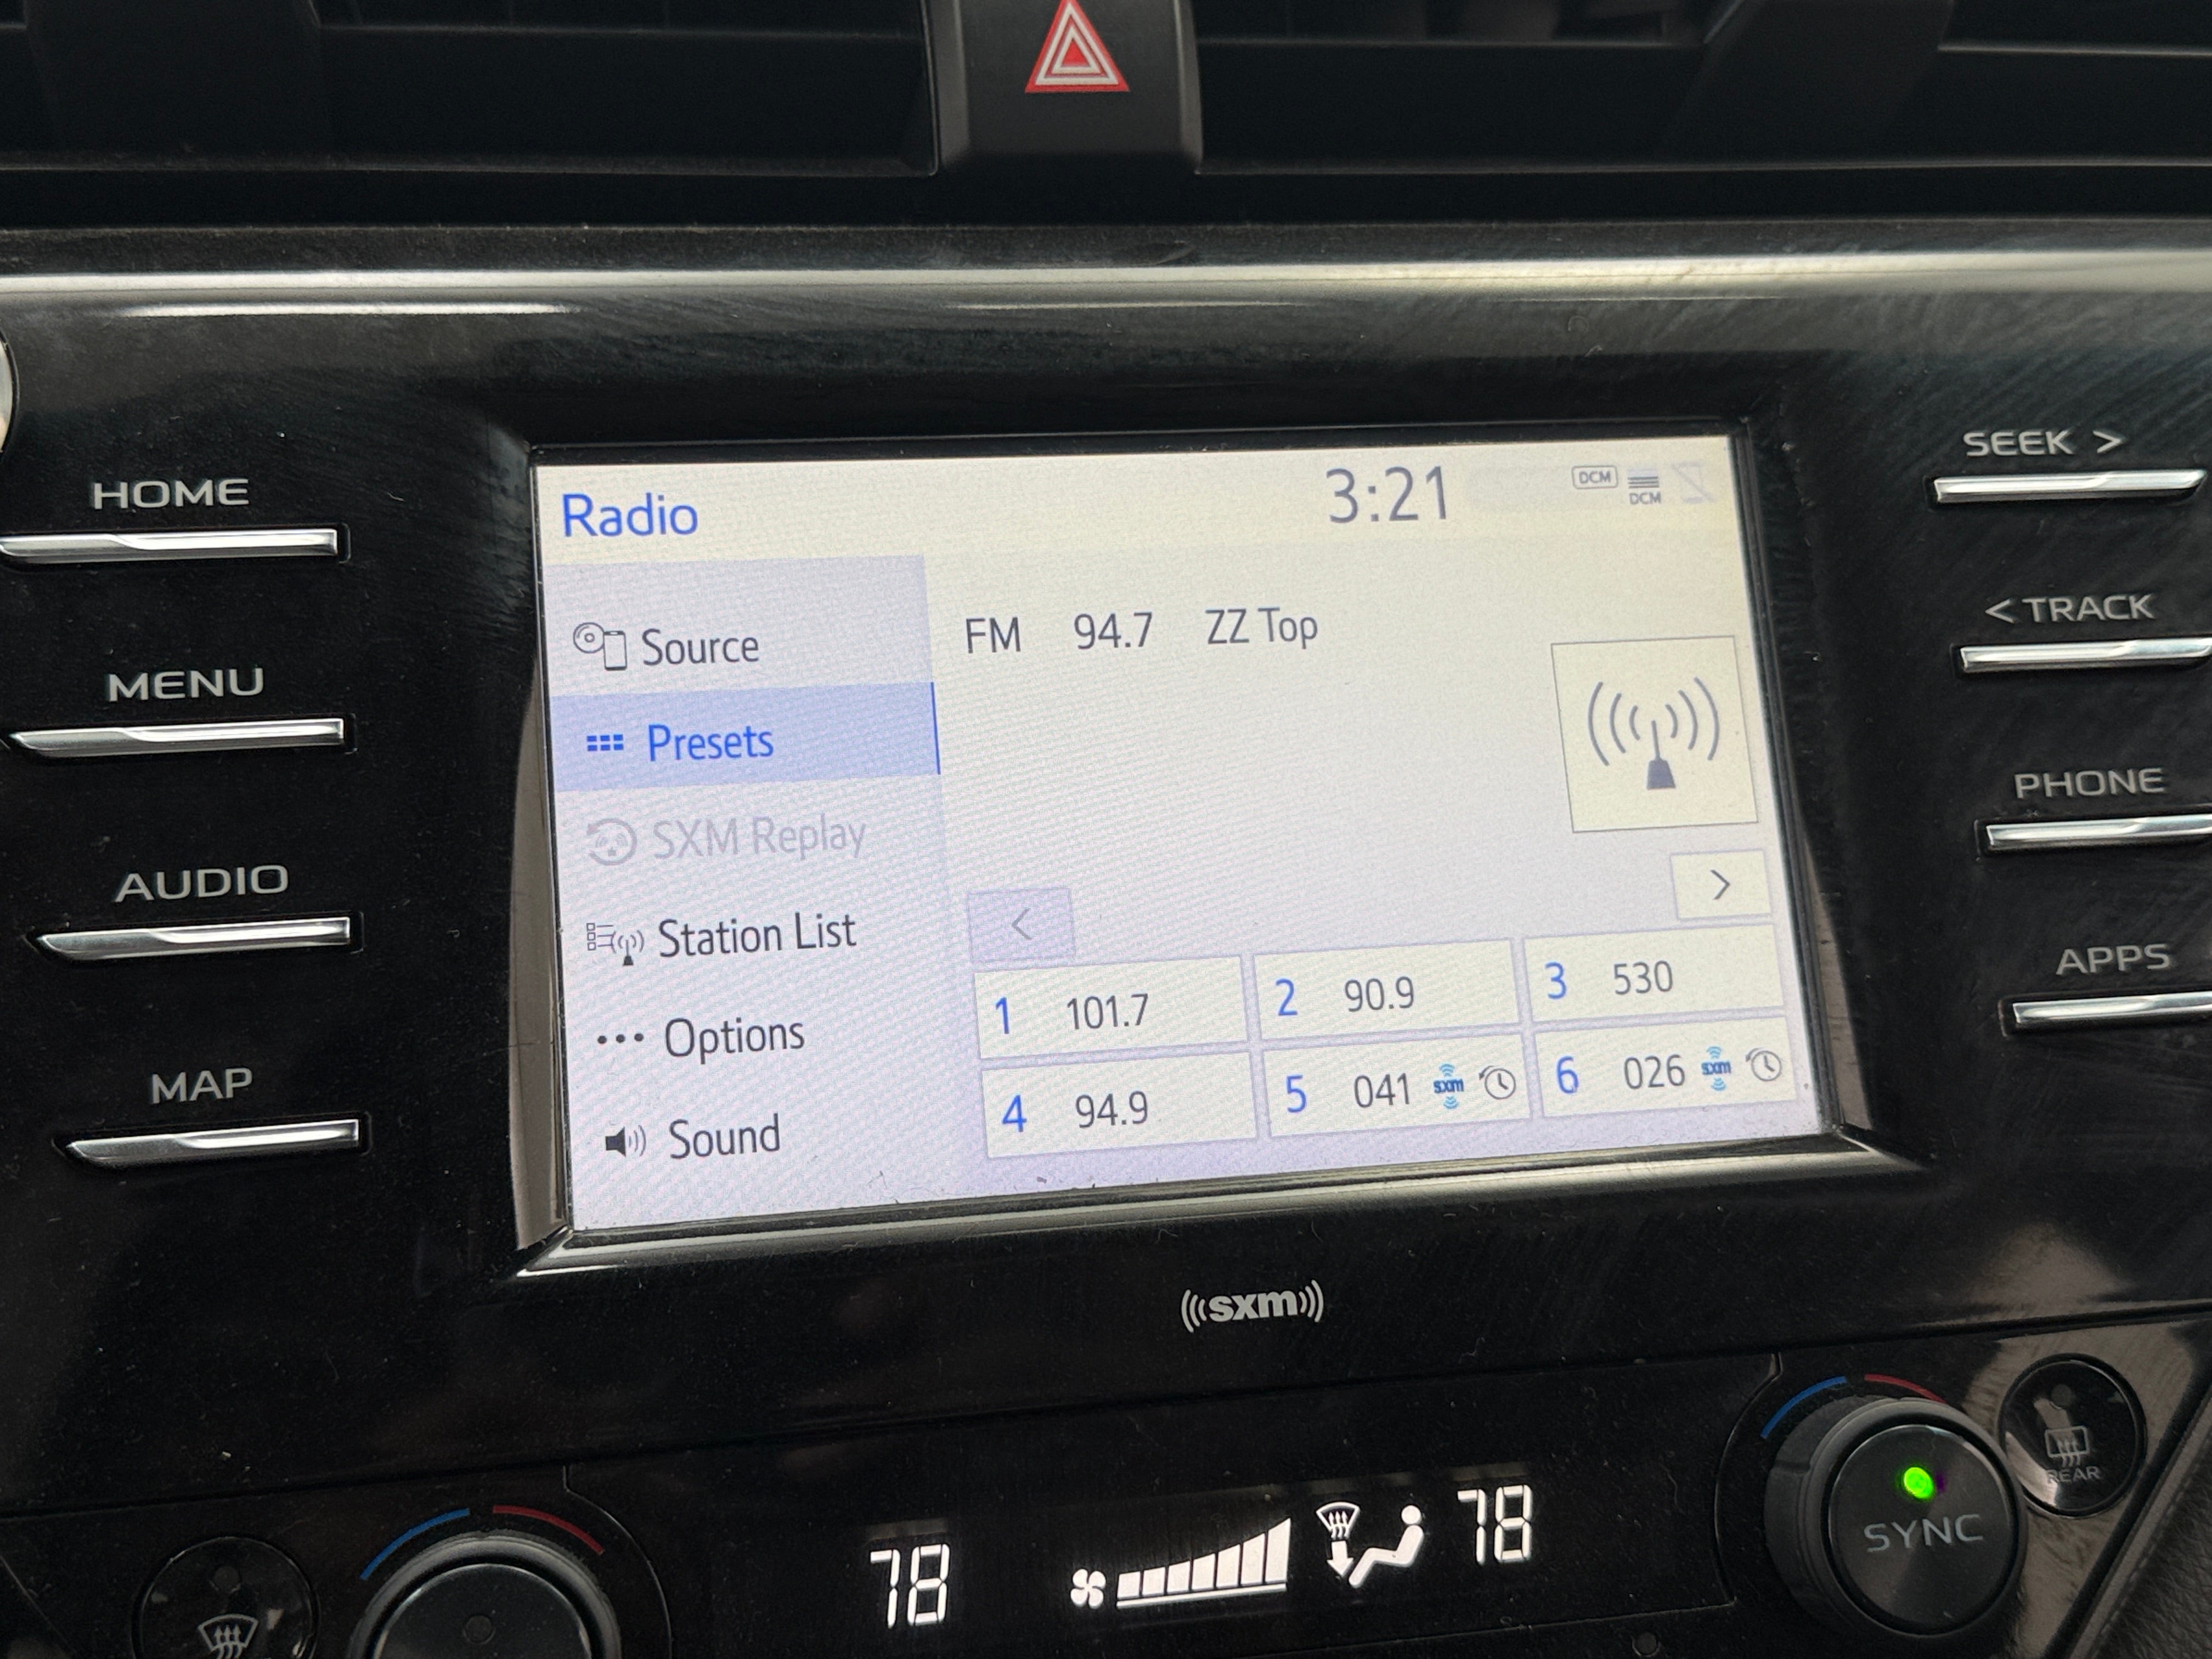 HOME
MENU
AUDIO
MAP
Radio
3:21
DCM
DCM
Source
Presets
SXM Replay
Station List
Options
Sound
FM 94.7 ZZ Top
<
>
1 101.7
2 90.9
3 530
4 94.9
5 041 sxm
6 026 sxm
SEEK >
< TRACK
PHONE
APPS
sxm
78
78
SYNC
REAR